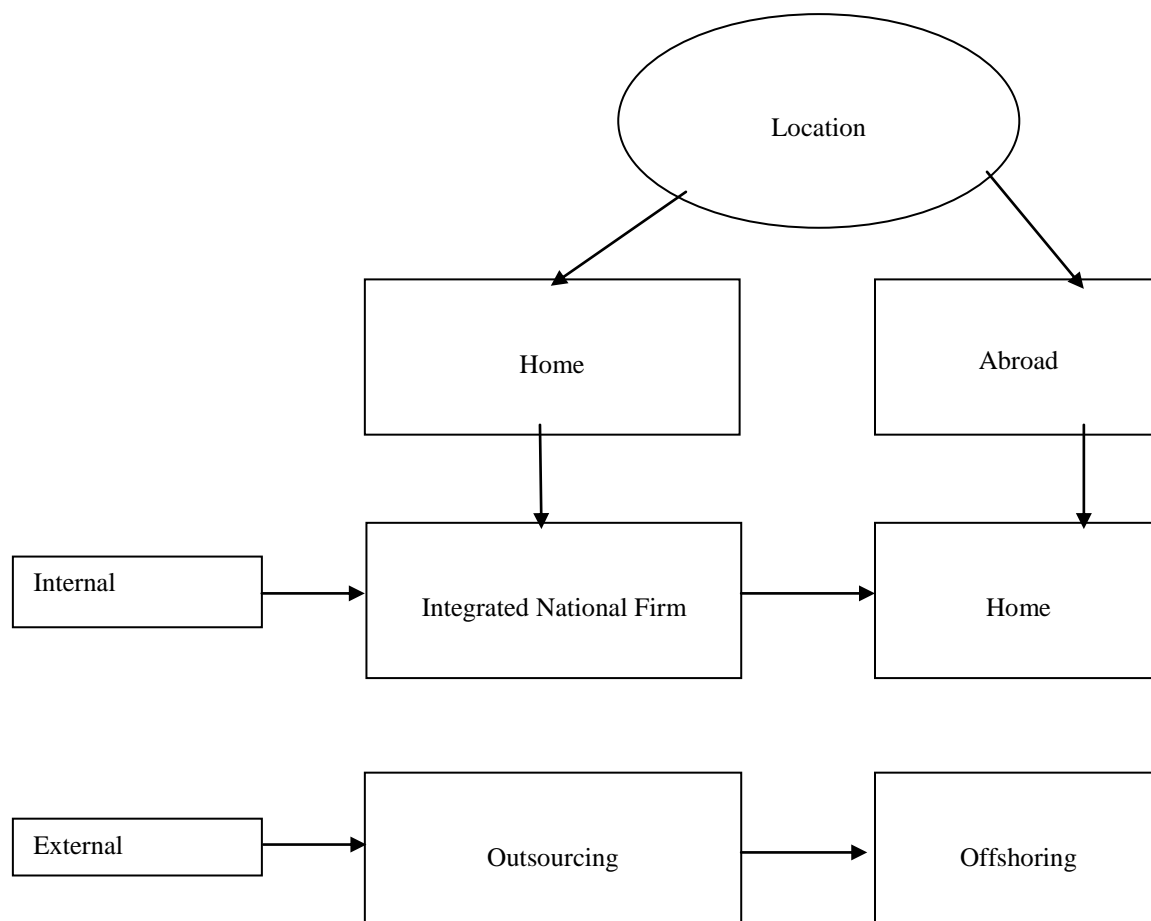 Location
Home
Abroad
Internal
Integrated National Firm
Home
External
Outsourcing
Offshoring